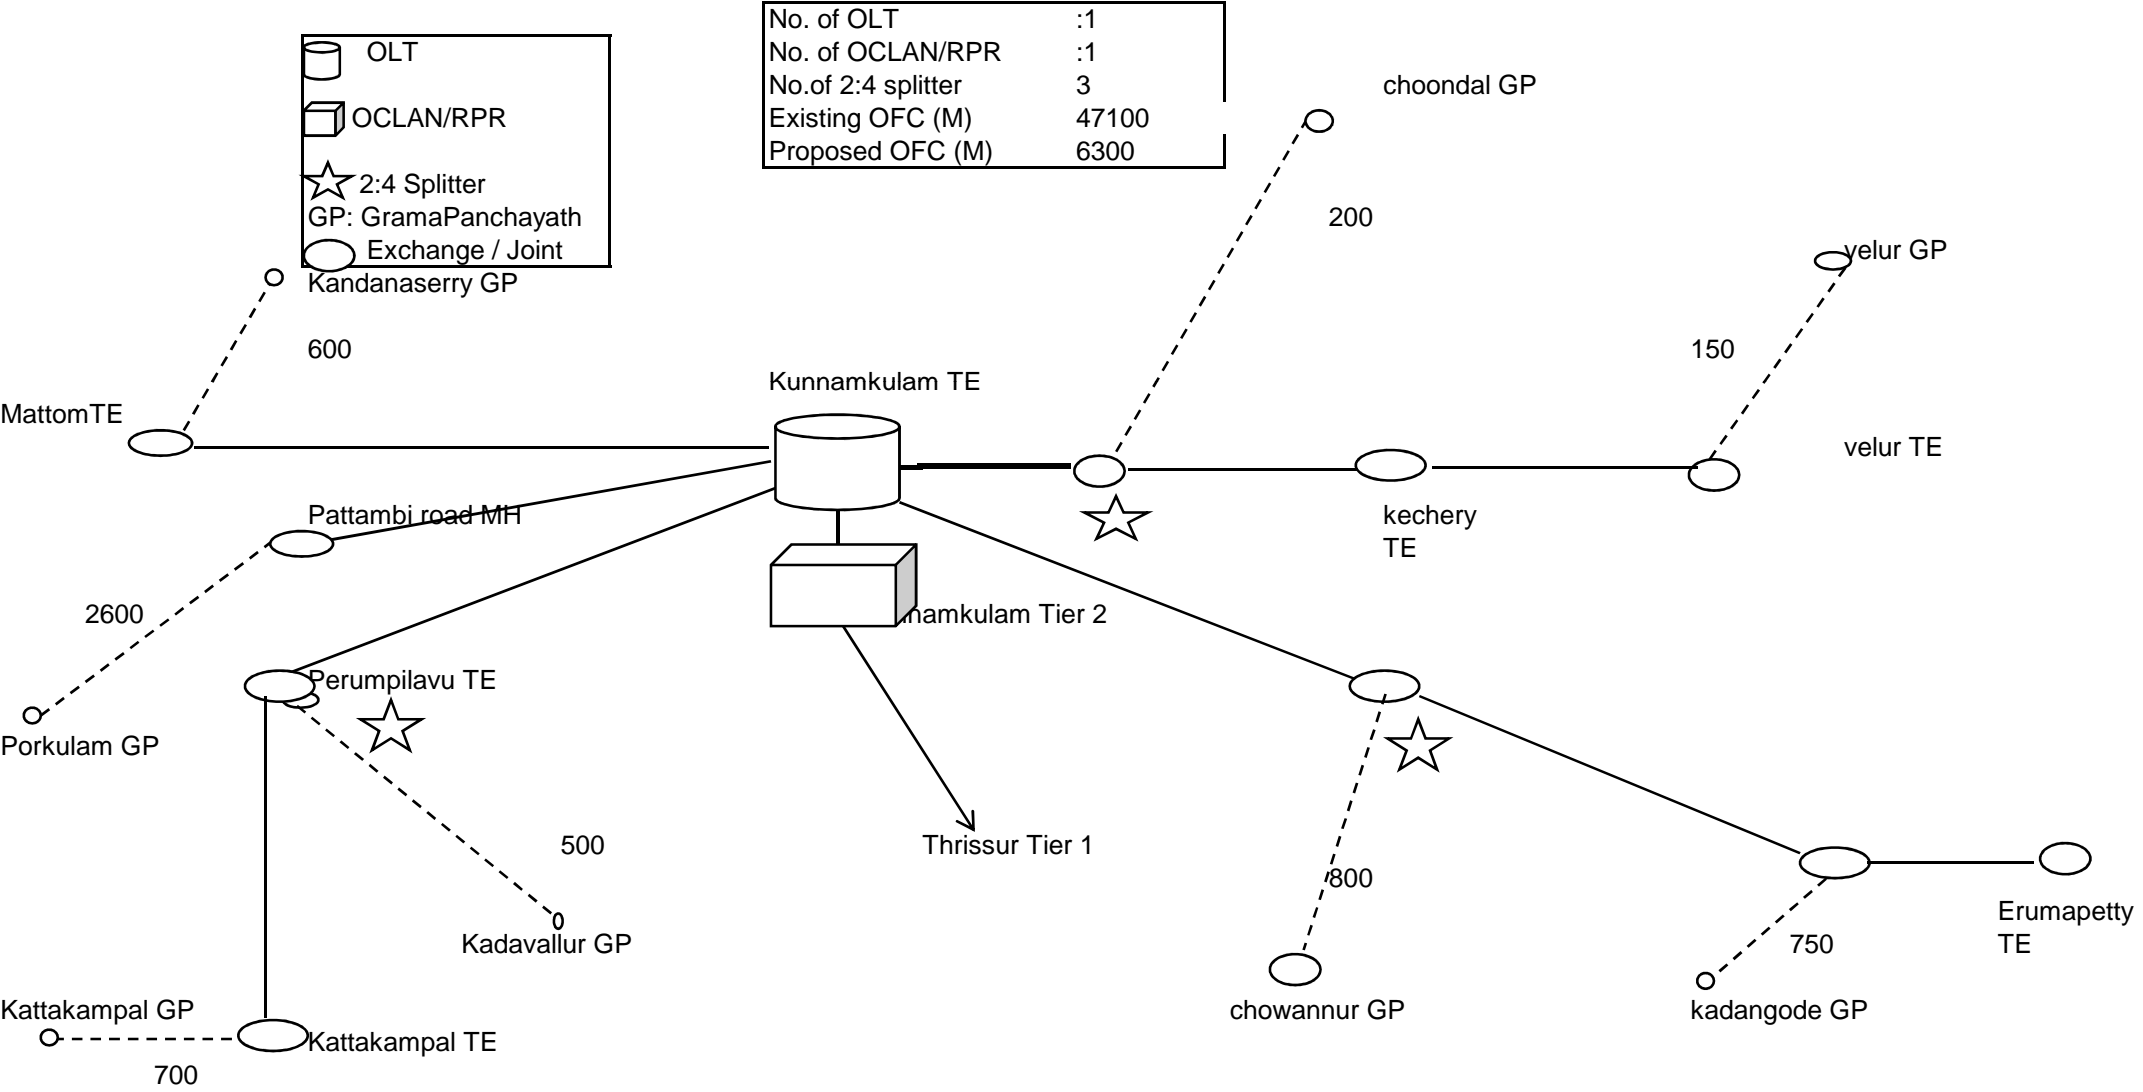 No. of OLT :1
No. of OCLAN/RPR :1
No.of 2:4 splitter 3
Existing OFC (M) 47100
Proposed OFC (M) 6300
OLT
OCLAN/RPR
2:4 Splitter
GP: GramaPanchayath
Exchange / Joint
Kandanaserry GP
choondal GP
200
velur GP
600
150
Kunnamkulam TE
MattomTE
velur TE
Pattambi road MH
kechery
TE
2600
namkulam Tier 2
Perumpilavu TE
Porkulam GP
500
Thrissur Tier 1
800
Erumapetty
TE
Kadavallur GP
750
Kattakampal GP
chowannur GP
kadangode GP
Kattakampal TE
700